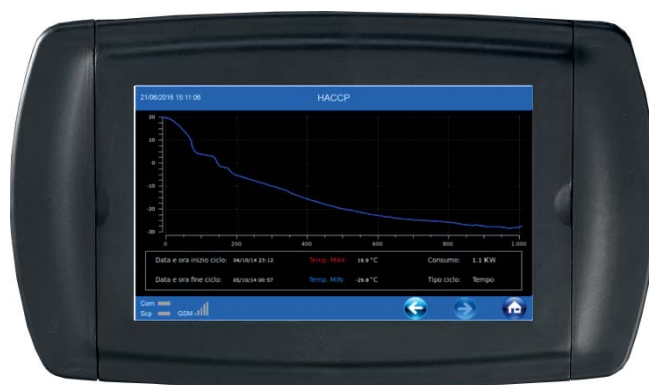 21/06/2016 15:11:06 HACCP
20
10
0
-10
-20
-30
0 200 400 600 800 1.000
Data e ora inizio ciclo: 04/10/14 23:12 Temp. MAX: 19.9 °C Consumo: 1.1 KW
Data e ora fine ciclo: 05/10/14 00:57 Temp. MIN: -28.8 °C Tipo ciclo: Tempo
Com
Scp GSM